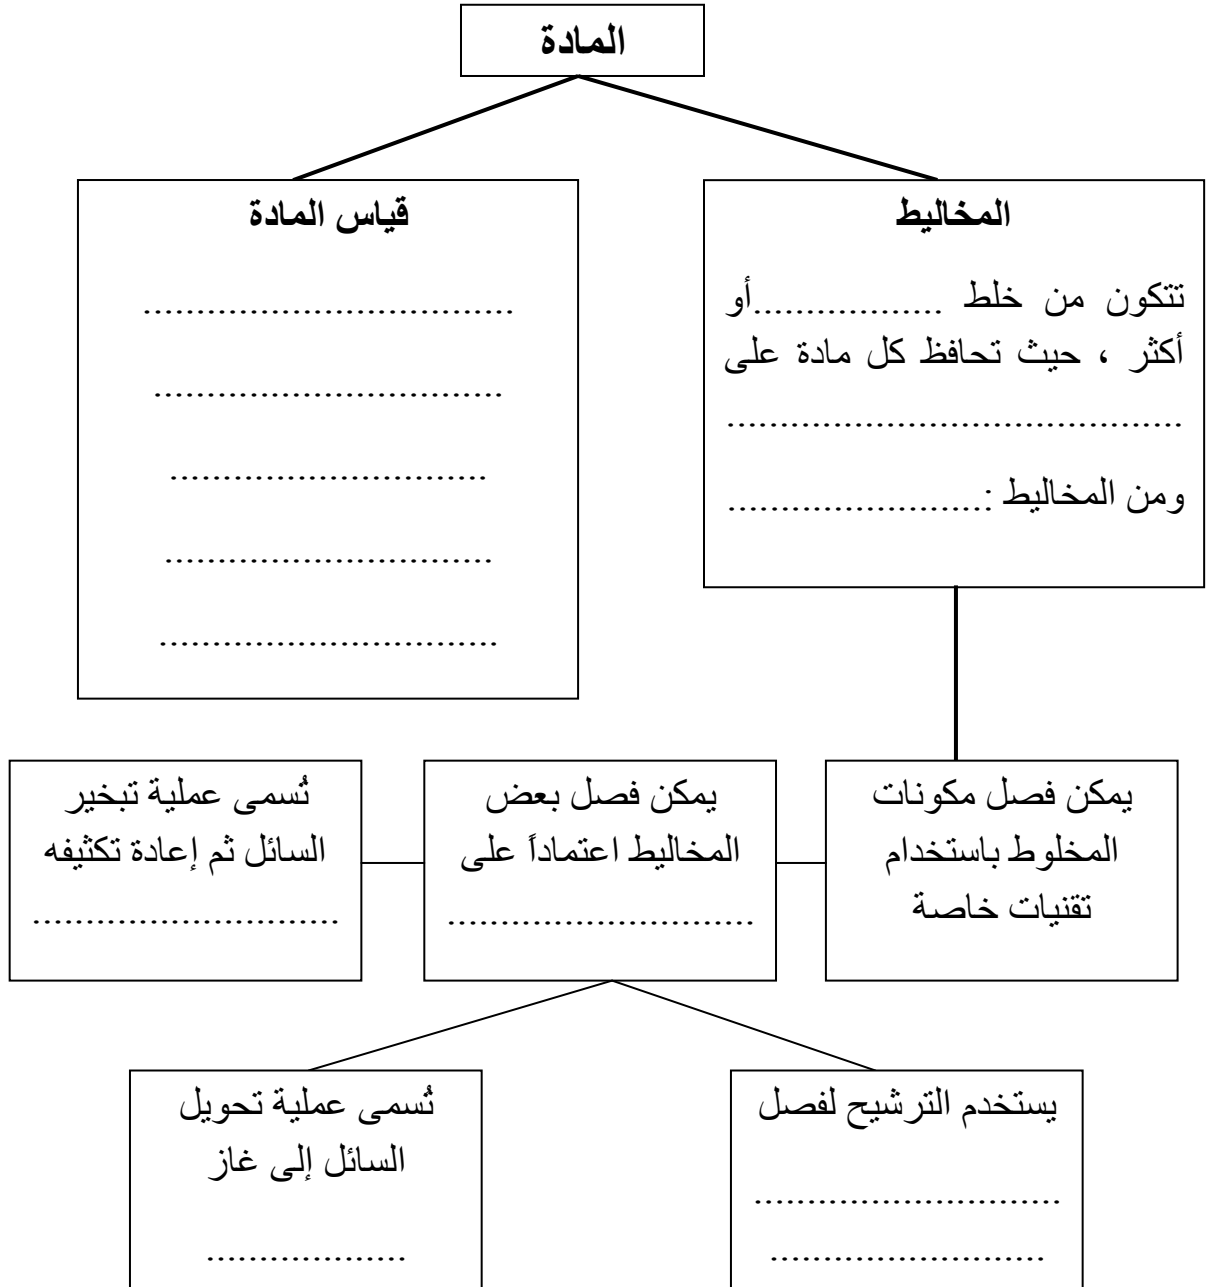 المادة
المخاليط
تتكون من خلط ..................أو
أكثر ، حيث تحافظ كل مادة على
...........................................
ومن المخاليط :........................
قياس المادة
...................................
.................................
..............................
...............................
................................
يمكن فصل مكونات
المخلوط باستخدام
تقنيات خاصة
يمكن فصل بعض
المخاليط اعتماداً على
.............................
تُسمى عملية تبخير
السائل ثم إعادة تكثيفه
.............................
يستخدم الترشيح لفصل
.............................
..........................
تُسمى عملية تحويل
السائل إلى غاز
...................